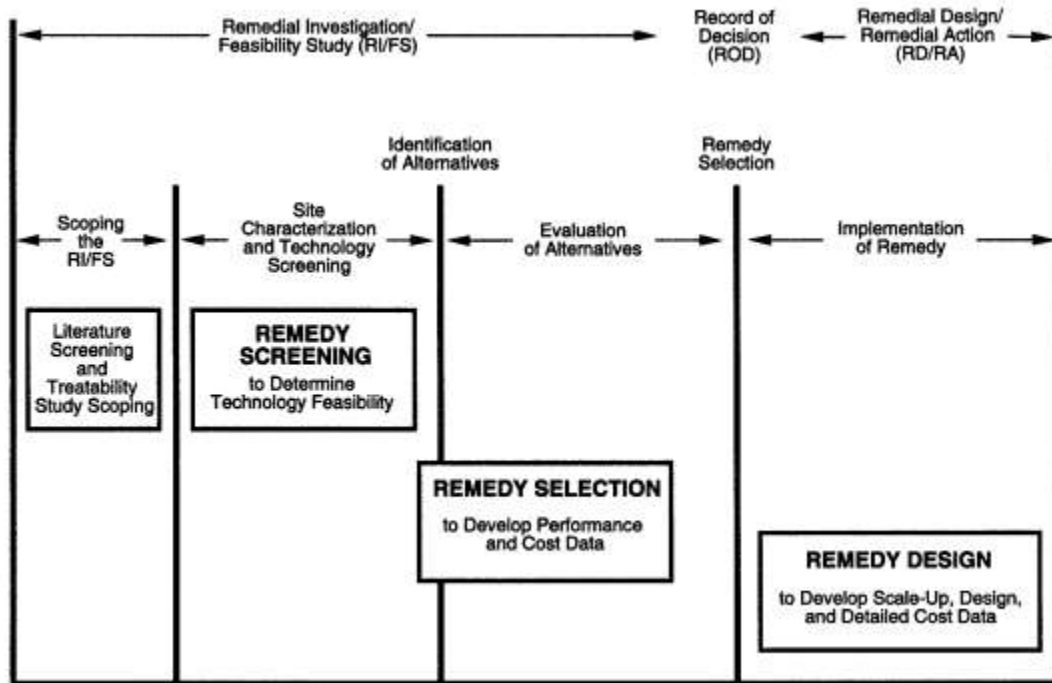 Remedial Investigation/
Feasibility Study (RI/FS)
Record of
Decision
(ROD)
Remedial Design/
Remedial Action
(RD/RA)
Identification
of Alternatives
Remedy
Selection
Scoping
the
RI/FS
Site
Characterization
and Technology
Screening
Evaluation
of Alternatives
Implementation
of Remedy
Literature
Screening
and
Treatability
Study Scoping
REMEDY
SCREENING
to Determine
Technology Feasibility
REMEDY SELECTION
to Develop Performance
and Cost Data
REMEDY DESIGN
to Develop Scale-Up, Design,
and Detailed Cost Data